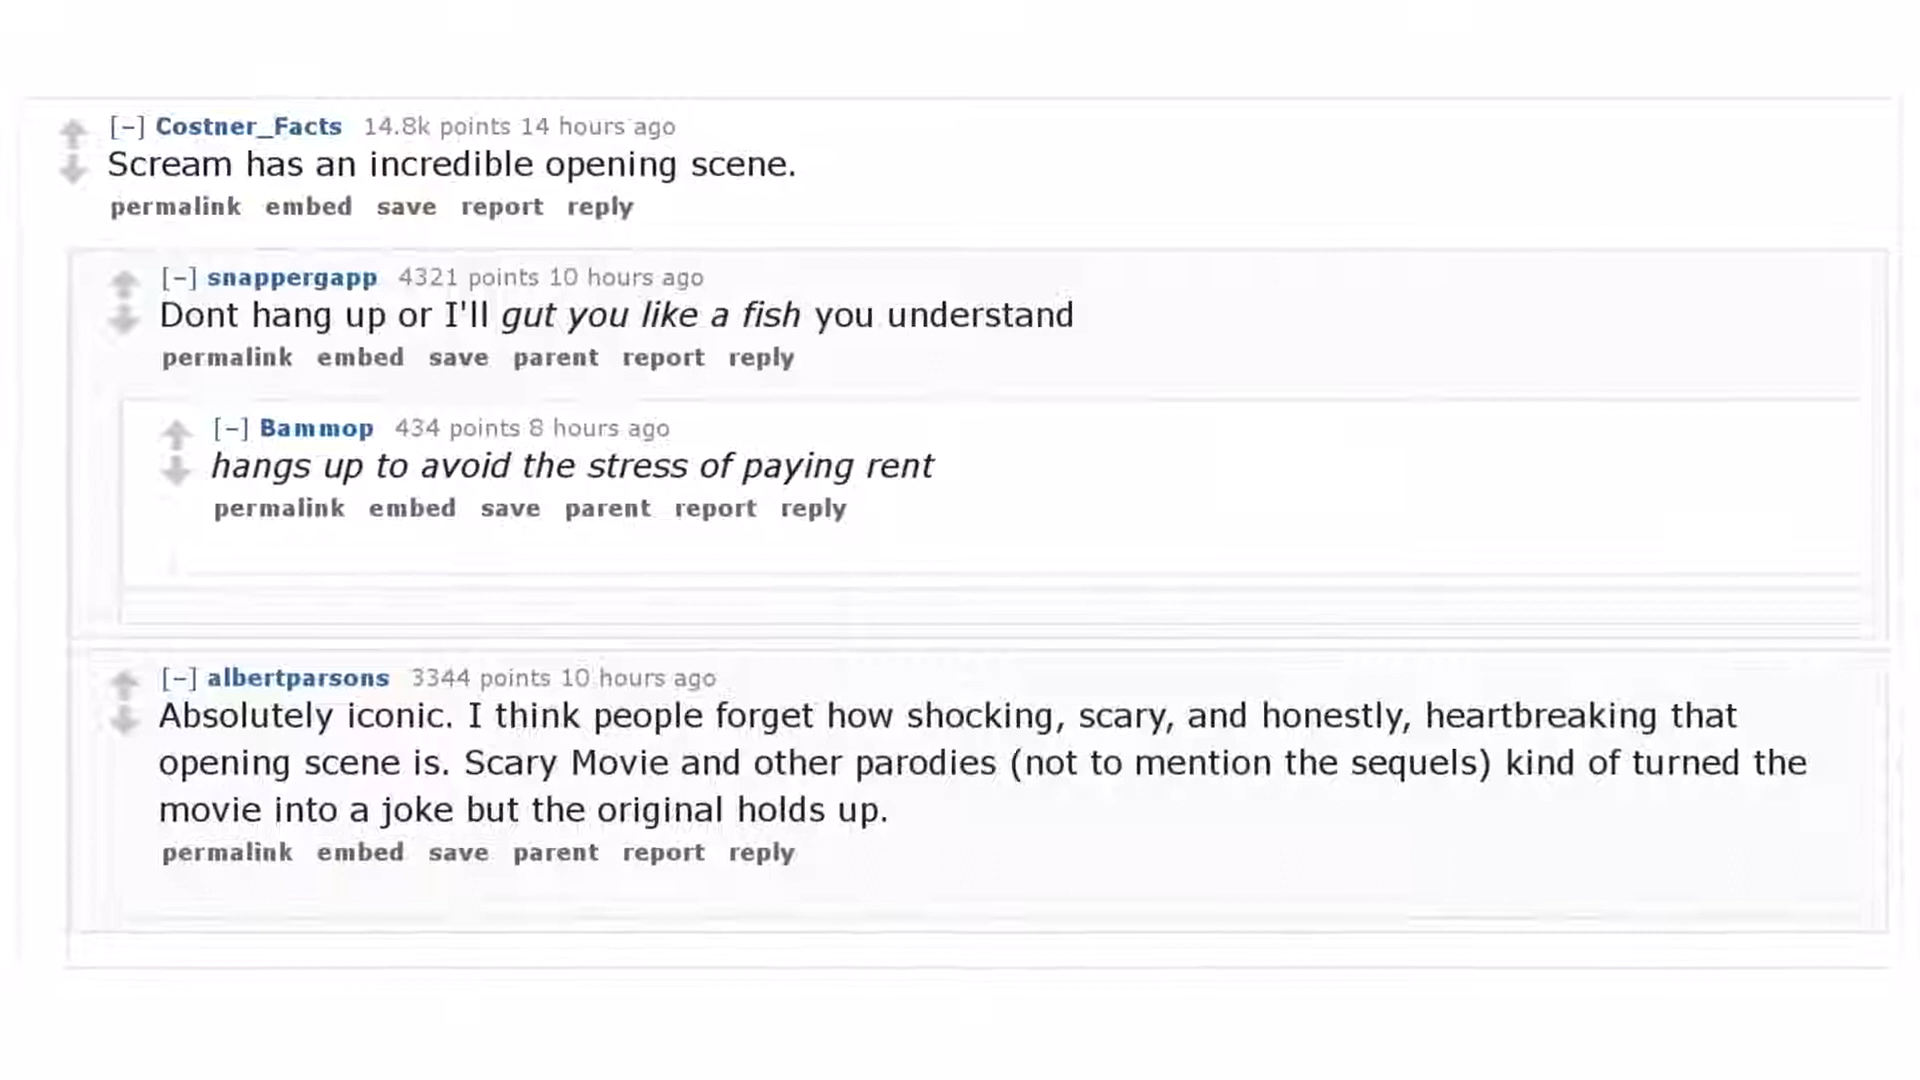 [–] Costner_Facts 14.8k points 14 hours ago
Scream has an incredible opening scene.
permalink embed save report reply
[–] snappergapp 4321 points 10 hours ago
Dont hang up or I'll gut you like a fish you understand
permalink embed save parent report reply
[–] Bammop 434 points 8 hours ago
hangs up to avoid the stress of paying rent
permalink embed save parent report reply
[–] albertparsons 3344 points 10 hours ago
Absolutely iconic. I think people forget how shocking, scary, and honestly, heartbreaking that
opening scene is. Scary Movie and other parodies (not to mention the sequels) kind of turned the
movie into a joke but the original holds up.
permalink embed save parent report reply